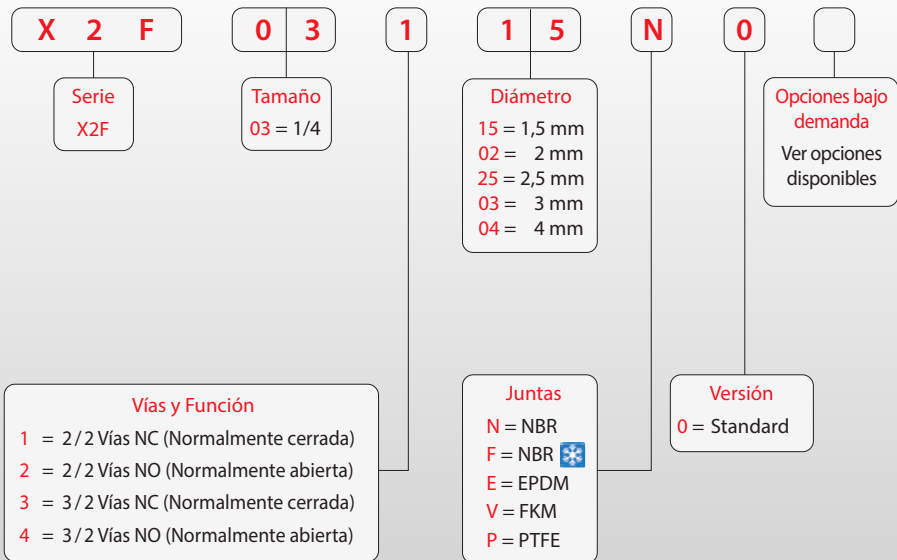 X 2 F 0 3 1 1 5 N 0
Serie
X2F
Tamaño
03 = 1/4
Diámetro
15 = 1,5 mm
02 = 2 mm
25 = 2,5 mm
03 = 3 mm
04 = 4 mm
Opciones bajo
demanda
Ver opciones
disponibles
Vías y Función
1 = 2/2 Vías NC (Normalmente cerrada)
2 = 2/2 Vías NO (Normalmente abierta)
3 = 3/2 Vías NC (Normalmente cerrada)
4 = 3/2 Vías NO (Normalmente abierta)
Juntas
N = NBR
F = NBR
E = EPDM
V = FKM
P = PTFE
Versión
0 = Standard